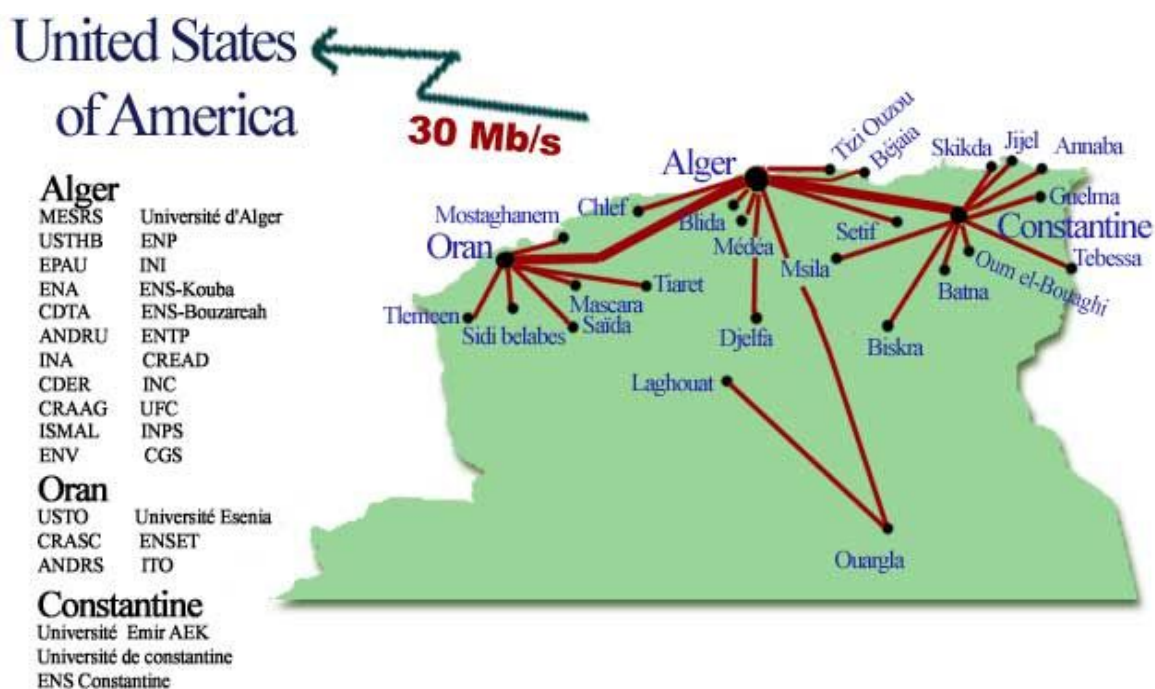 United States
of America
30 Mb/s
Alger
MESRS Université d'Alger
USTHB ENP
EPAU INI
ENA ENS-Kouba
CDTA ENS-Bouzareah
ANDRU ENTP
INA CREAD
CDER INC
CRAAG UFC
ISMAL INPS
ENV CGS
Oran
USTO Université Esenia
CRASC ENSET
ANDRS ITO
Constantine
Université Emir AEK
Université de constantine
ENS Constantine
Alger
Tizi Ouzou
Béjaia
Skikda
Jijel
Annaba
Guelma
Constantine
Tebessa
Oum el-Bouaghi
Batna
Biskra
Setif
Msila
Blida
Médéa
Chlef
Mostaghanem
Oran
Tiaret
Mascara
Saïda
Sidi belabes
Tlemcen
Djelfa
Laghouat
Ouargla